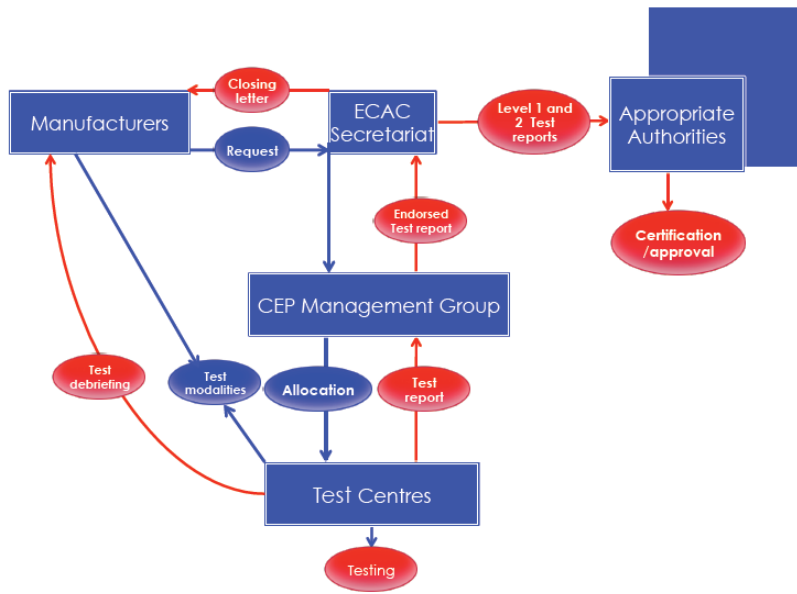 Closing
letter
Manufacturers
Request
ECAC
Secretariat
Level 1 and
2 Test
reports
Appropriate
Authorities
Endorsed
Test report
Certification
/approval
CEP Management Group
Test
debriefing
Test
modalities
Allocation
Test
report
Test Centres
Testing